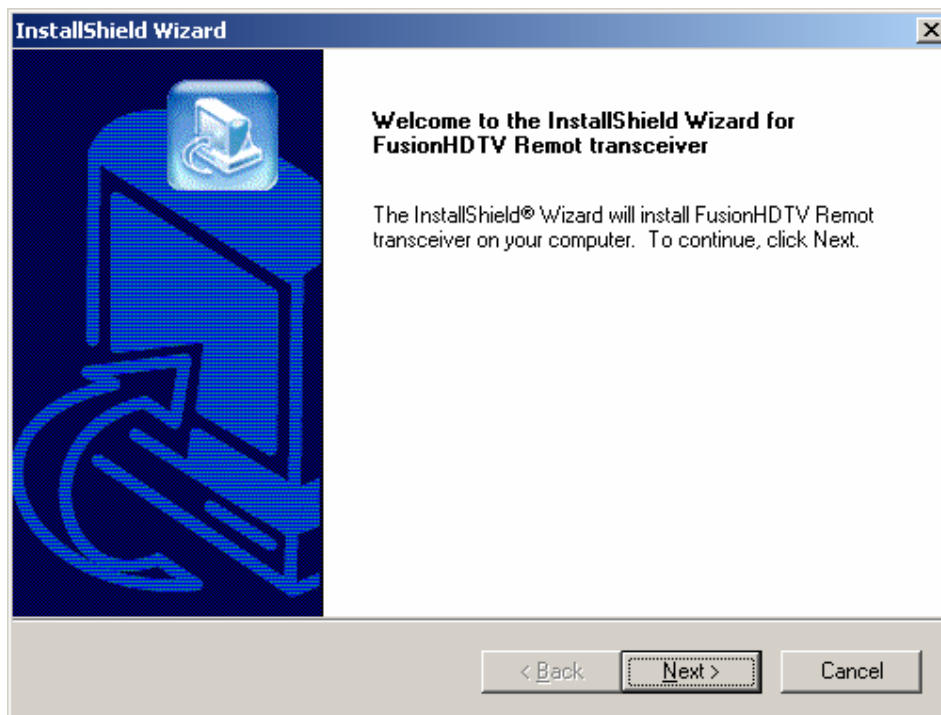 InstallShield Wizard
Welcome to the InstallShield Wizard for
FusionHDTV Remot transceiver
The InstallShield® Wizard will install FusionHDTV Remot
transceiver on your computer.  To continue, click Next.
< Back
Next >
Cancel